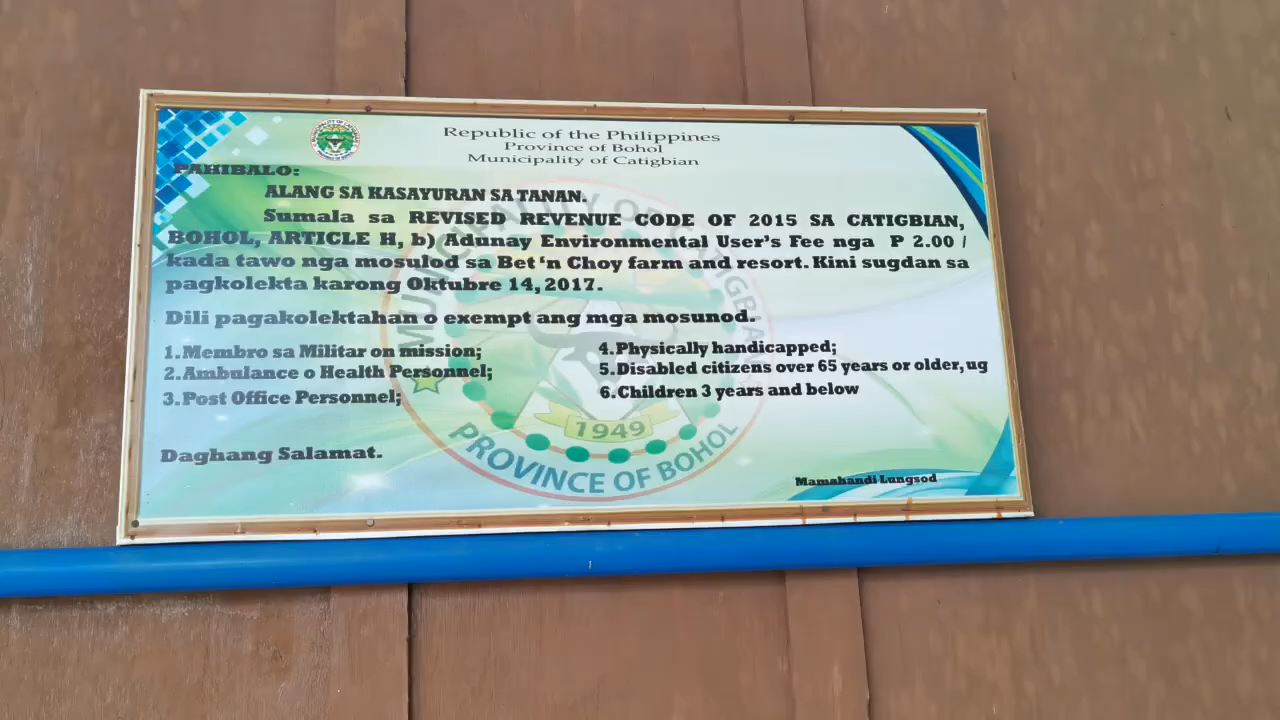 Republic of the Philippines
Province of Bohol
Municipality of Catigbian
PAHIBALO:
ALANG SA KASAYURAN SA TANAN.
Sumala sa REVISED REVENUE CODE OF 2015 SA CATIGBIAN,
BOHOL, ARTICLE H, b) Adunay Environmental User's Fee nga P 2.00 /
kada tawo nga mosulod sa Bet 'n Choy farm and resort. Kini sugdan sa
pagkolekta karong Oktubre 14, 2017.
Dili pagakolektahan o exempt ang mga mosunod.
1.Membro sa Militar on mission;
2.Ambulance o Health Personnel;
3.Post Office Personnel;
4.Physically handicapped;
5.Disabled citizens over 65 years or older, ug
6.Children 3 years and below
Daghang Salamat.
Mamahandi Lungsod
MUNICIPALITY OF CATIGBIAN
1949
PROVINCE OF BOHOL